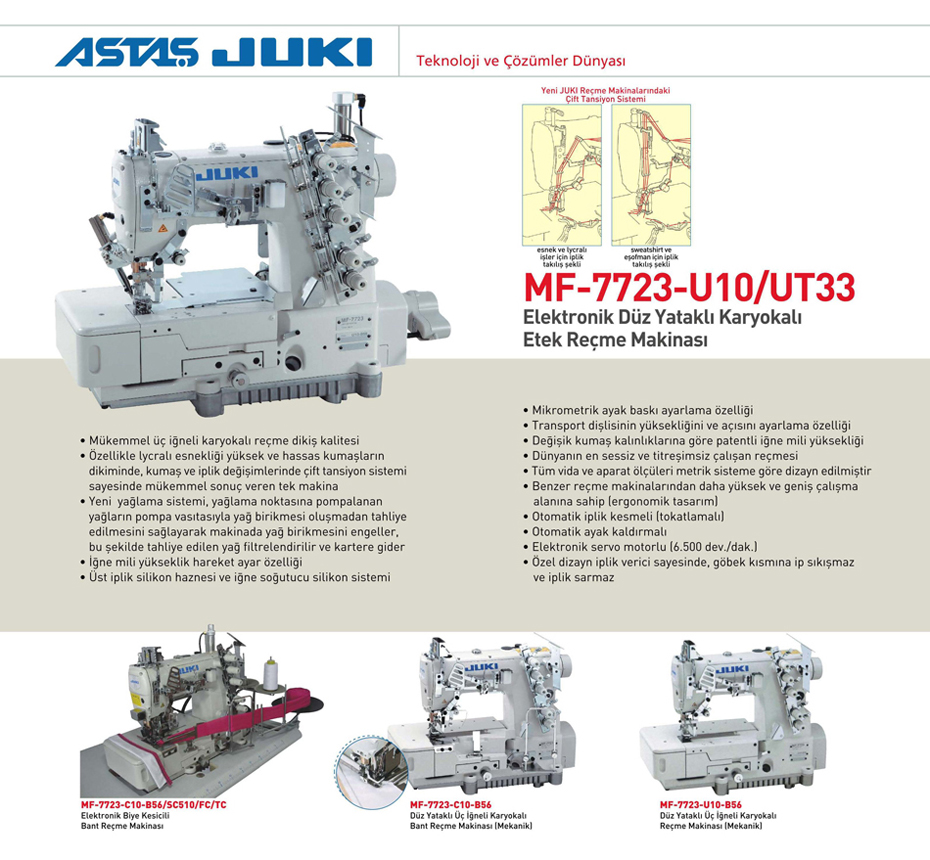 ASTAŞ JUKI
Teknoloji ve Çözümler Dünyası
Yeni JUKI Reçme Makinalarındaki
Çift Tansiyon Sistemi
esnek ve lycralı
işler için iplik
takılış şekli
sweatshirt ve
eşofman için iplik
takılış şekli
JUKI
MF-7723
MF-7723-U10/UT33
Elektronik Düz Yataklı Karyokalı
Etek Reçme Makinası
• Mükemmel üç iğneli karyokalı reçme dikiş kalitesi
• Özellikle lycralı esnekliği yüksek ve hassas kumaşların
dikiminde, kumaş ve iplik değişimlerinde çift tansiyon sistemi
sayesinde mükemmel sonuç veren tek makina
• Yeni yağlama sistemi, yağlama noktasına pompalanan
yağların pompa vasıtasıyla yağ birikmesi oluşmadan tahliye
edilmesini sağlayarak makinada yağ birikmesini engeller,
bu şekilde tahliye edilen yağ filtrelendirilir ve kartere gider
• İğne mili yükseklik hareket ayar özelliği
• Üst iplik silikon haznesi ve iğne soğutucu silikon sistemi
• Mikrometrik ayak baskı ayarlama özelliği
• Transport dişlisinin yüksekliğini ve açısını ayarlama özelliği
• Değişik kumaş kalınlıklarına göre patentli iğne mili yüksekliği
• Dünyanın en sessiz ve titreşimsiz çalışan reçmesi
• Tüm vida ve aparat ölçüleri metrik sisteme göre dizayn edilmiştir
• Benzer reçme makinalarından daha yüksek ve geniş çalışma
alanına sahip (ergonomik tasarım)
• Otomatik iplik kesmeli (tokatlamalı)
• Otomatik ayak kaldırmalı
• Elektronik servo motorlu (6.500 dev./dak.)
• Özel dizayn iplik verici sayesinde, göbek kısmına ip sıkışmaz
ve iplik sarmaz
JUKI
JUKI
JUKI
MF-7723-C10-B56/SC510/FC/TC
Elektronik Biye Kesicili
Bant Reçme Makinası
MF-7723-C10-B56
Düz Yataklı Üç İğneli Karyokalı
Bant Reçme Makinası (Mekanik)
MF-7723-U10-B56
Düz Yataklı Üç İğneli Karyokalı
Reçme Makinası (Mekanik)